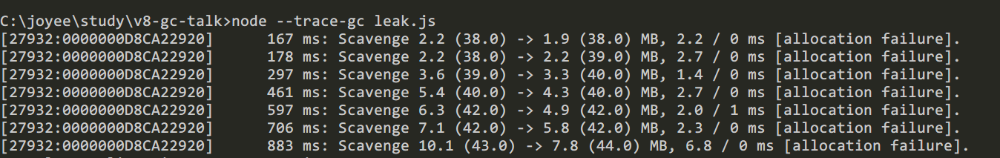 C:\joyee\study\v8-gc-talk>node --trace-gc leak.js
[27932:0000000D8CA22920]      167 ms: Scavenge 2.2 (38.0) -> 1.9 (38.0) MB, 2.2 / 0 ms [allocation failure].
[27932:0000000D8CA22920]      178 ms: Scavenge 2.2 (38.0) -> 2.2 (39.0) MB, 2.7 / 0 ms [allocation failure].
[27932:0000000D8CA22920]      297 ms: Scavenge 3.6 (39.0) -> 3.3 (40.0) MB, 1.4 / 0 ms [allocation failure].
[27932:0000000D8CA22920]      461 ms: Scavenge 5.4 (40.0) -> 4.3 (40.0) MB, 2.7 / 0 ms [allocation failure].
[27932:0000000D8CA22920]      597 ms: Scavenge 6.3 (42.0) -> 4.9 (42.0) MB, 2.0 / 1 ms [allocation failure].
[27932:0000000D8CA22920]      706 ms: Scavenge 7.1 (42.0) -> 5.8 (42.0) MB, 2.3 / 0 ms [allocation failure].
[27932:0000000D8CA22920]      883 ms: Scavenge 10.1 (43.0) -> 7.8 (44.0) MB, 6.8 / 0 ms [allocation failure].